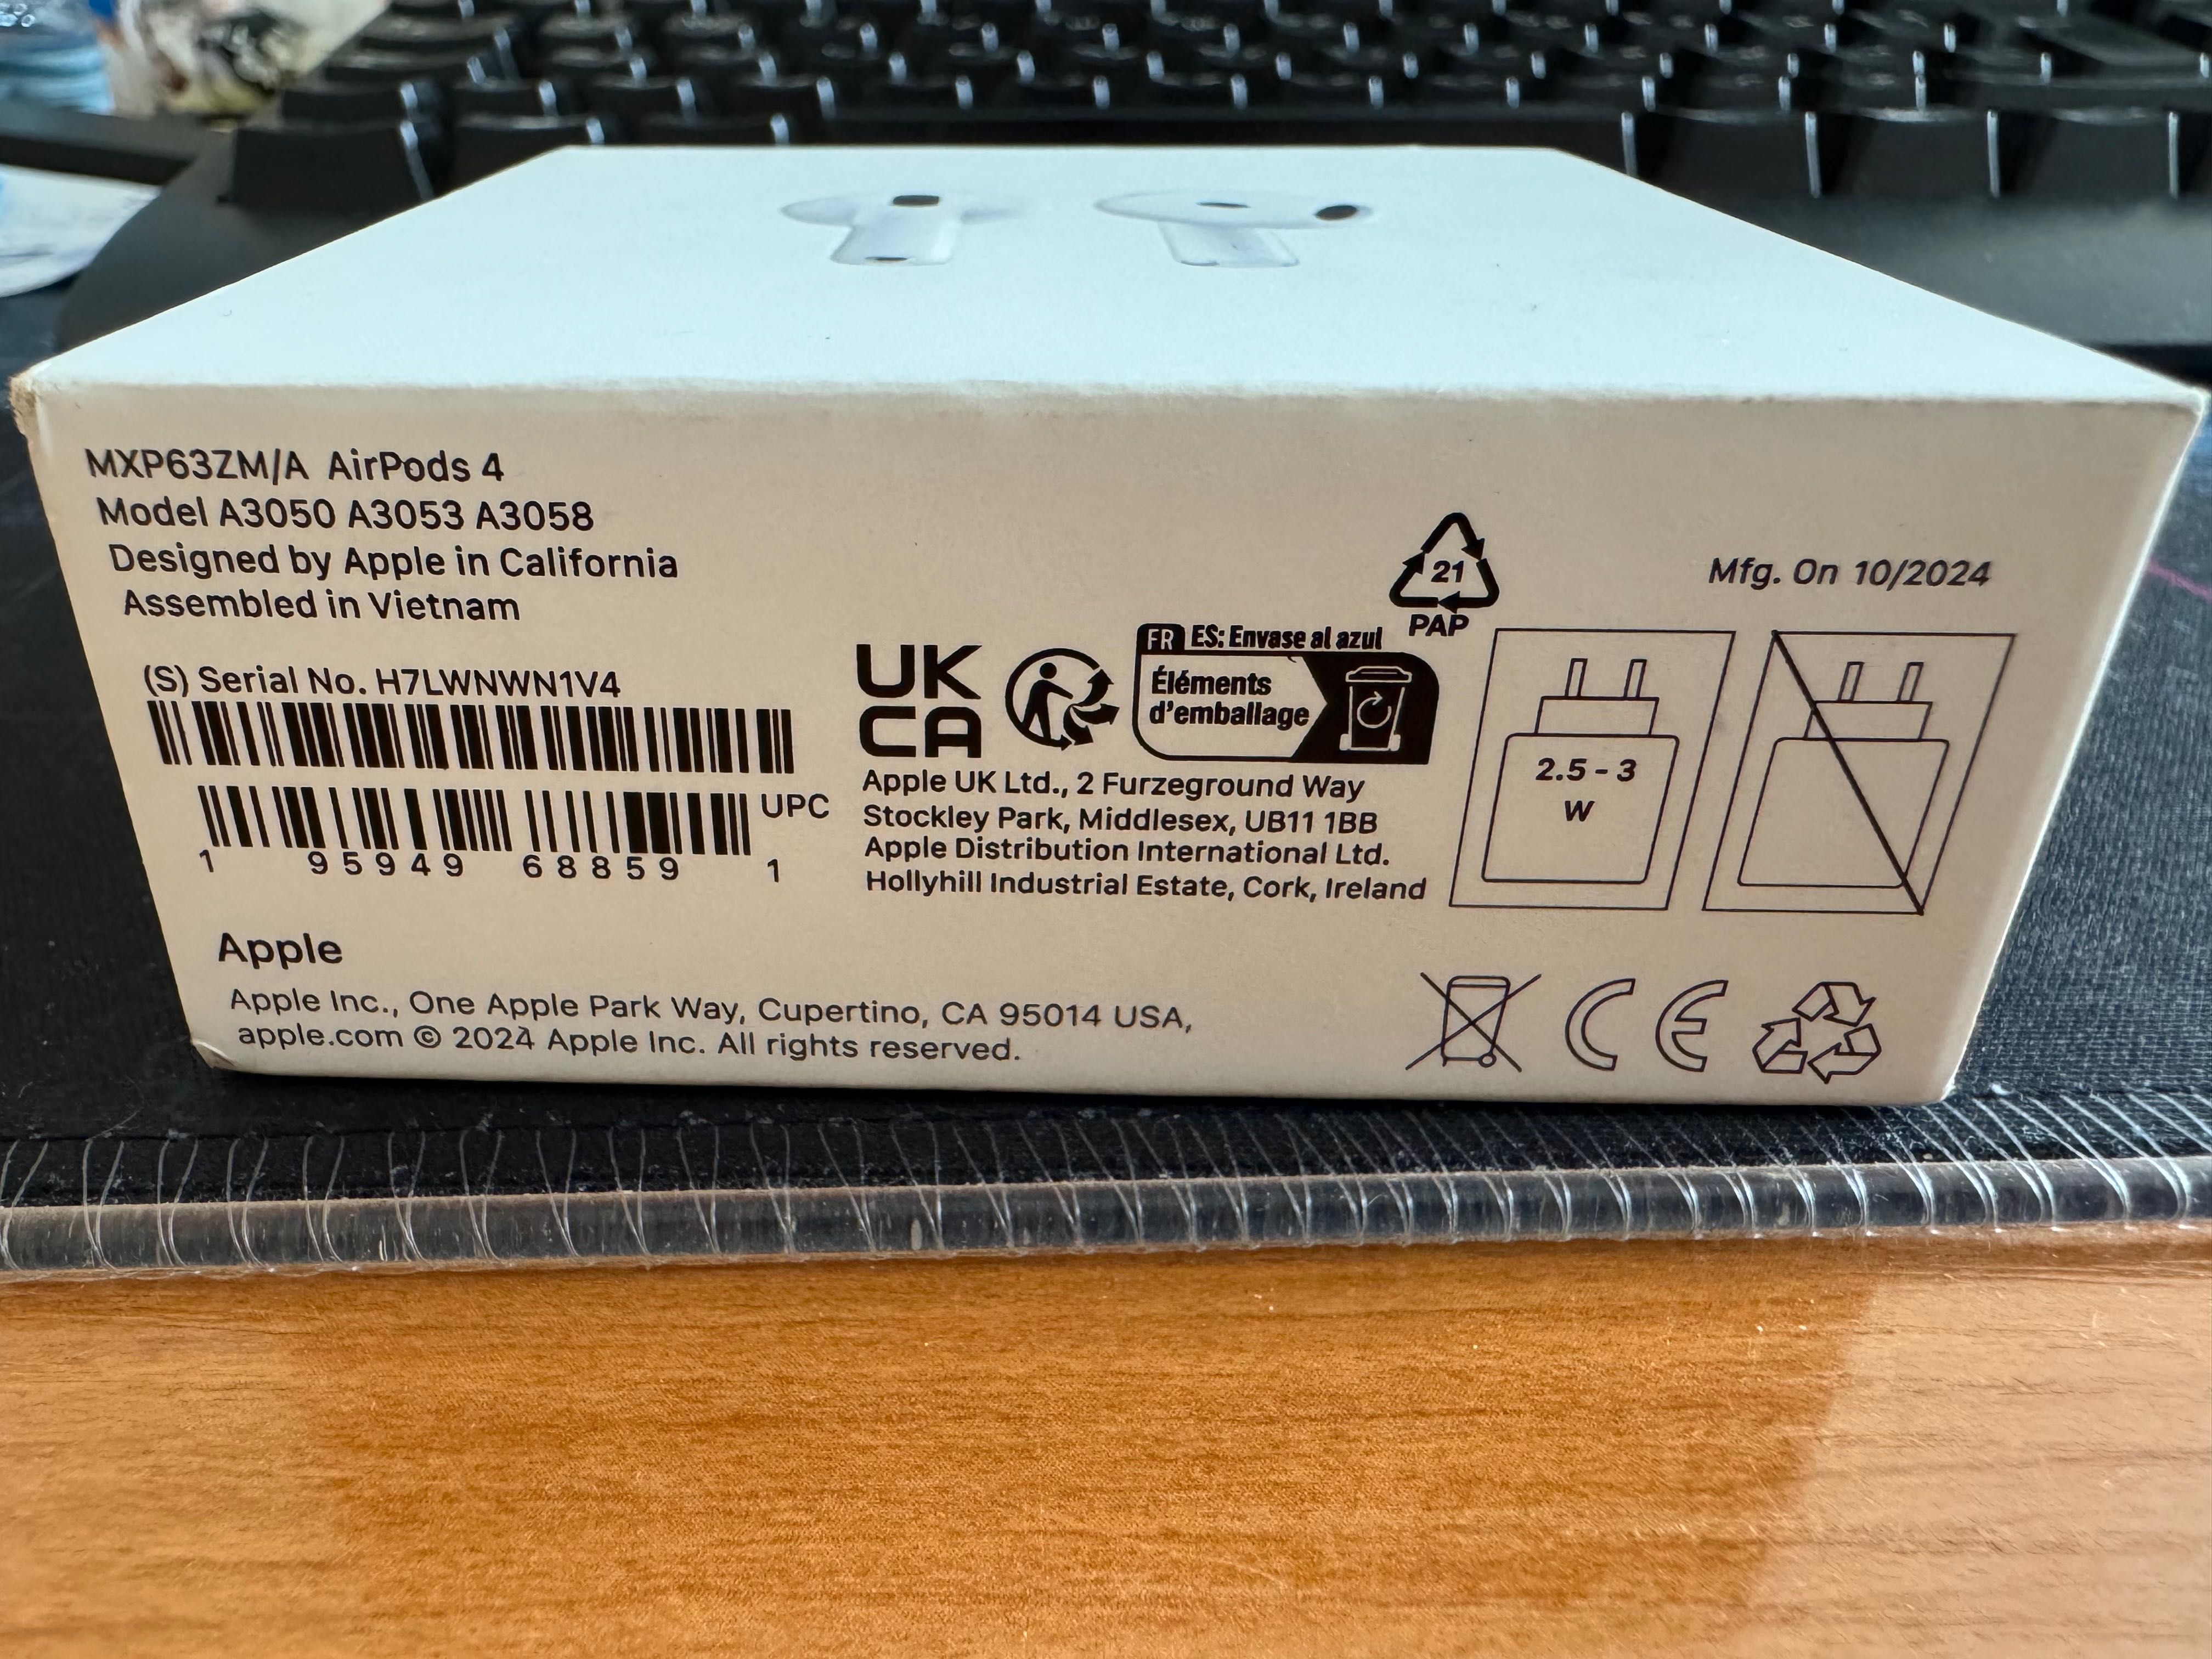 MXP63ZM/A AirPods 4
Model A3050 A3053 A3058
Designed by Apple in California
Assembled in Vietnam
(S) Serial No. H7LWNWN1V4
UPC
1 95949 68859 1
UK
CA
FR ES: Envase al azul
Éléments
d'emballage
21
PAP
Apple UK Ltd., 2 Furzeground Way
Stockley Park, Middlesex, UB11 1BB
Apple Distribution International Ltd.
Hollyhill Industrial Estate, Cork, Ireland
Mfg. On 10/2024
2.5 - 3
W
Apple
Apple Inc., One Apple Park Way, Cupertino, CA 95014 USA,
apple.com © 2024 Apple Inc. All rights reserved.
CE